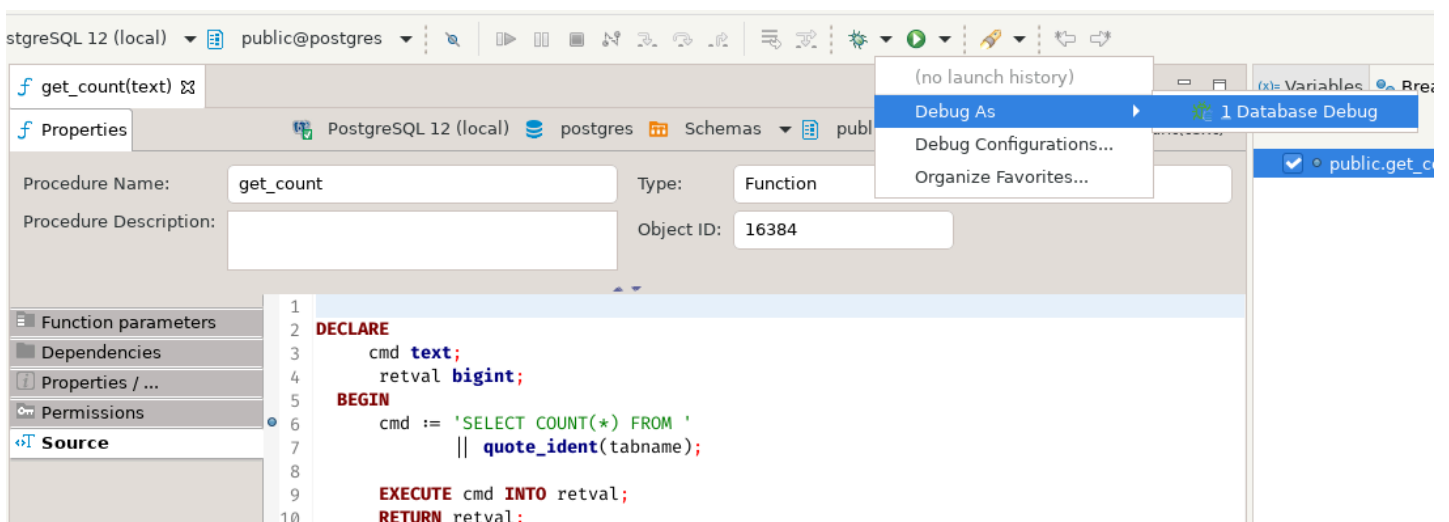 stgreSQL 12 (local) public@postgres
get_count(text)
(no launch history)
(x)= Variables Brea
Debug As 1 Database Debug
Properties PostgreSQL 12 (local) postgres Schemas publ
Debug Configurations...
Organize Favorites...
public.get_c
Procedure Name: get_count Type: Function
Procedure Description:
Object ID: 16384
Function parameters
Dependencies
Properties / ...
Permissions
Source
1
2 DECLARE
3 cmd text;
4 retval bigint;
5 BEGIN
6 cmd := 'SELECT COUNT(*) FROM '
7 || quote_ident(tabname);
8
9 EXECUTE cmd INTO retval;
10 RETURN retval;